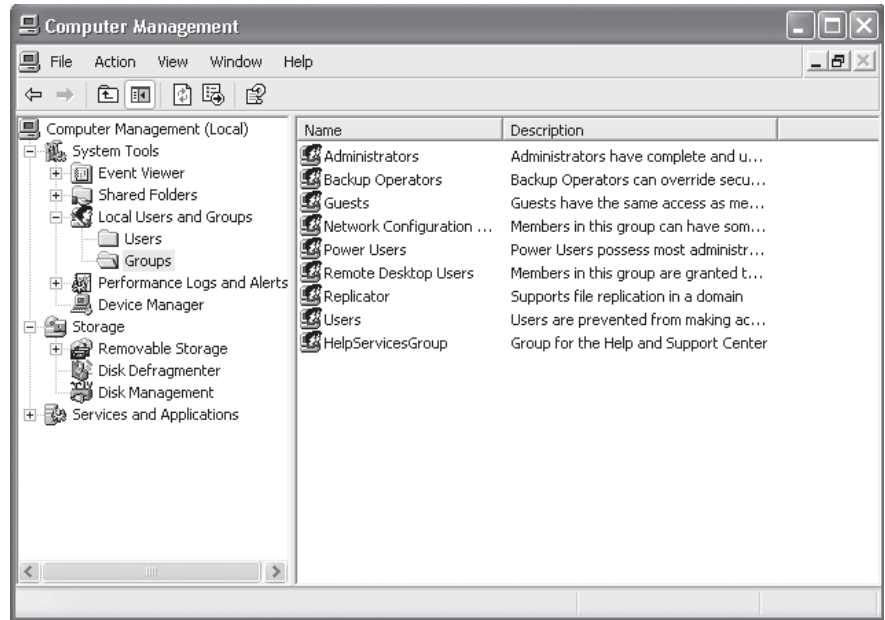 Computer Management
File Action View Window Help
Computer Management (Local)
System Tools
Event Viewer
Shared Folders
Local Users and Groups
Users
Groups
Performance Logs and Alerts
Device Manager
Storage
Removable Storage
Disk Defragmenter
Disk Management
Services and Applications
Name Description
Administrators Administrators have complete and u...
Backup Operators Backup Operators can override secu...
Guests Guests have the same access as me...
Network Configuration ... Members in this group can have som...
Power Users Power Users possess most administr...
Remote Desktop Users Members in this group are granted t...
Replicator Supports file replication in a domain
Users Users are prevented from making ac...
HelpServicesGroup Group for the Help and Support Center